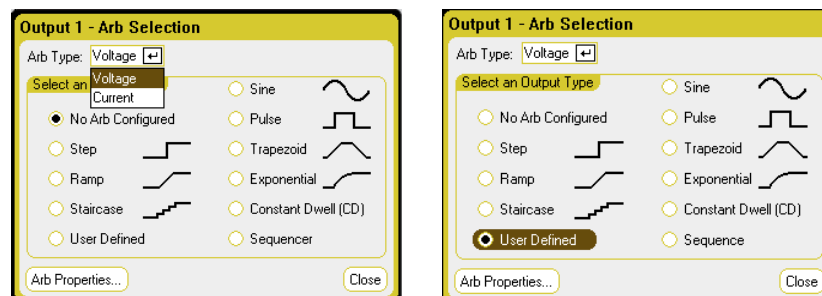 Output 1 - Arb Selection
Arb Type: Voltage
Voltage
Current
Select an
No Arb Configured
Step
Ramp
Staircase
User Defined
Sine
Pulse
Trapezoid
Exponential
Constant Dwell (CD)
Sequencer
Arb Properties...
Close
Output 1 - Arb Selection
Arb Type: Voltage
Select an Output Type
No Arb Configured
Step
Ramp
Staircase
User Defined
Sine
Pulse
Trapezoid
Exponential
Constant Dwell (CD)
Sequence
Arb Properties...
Close